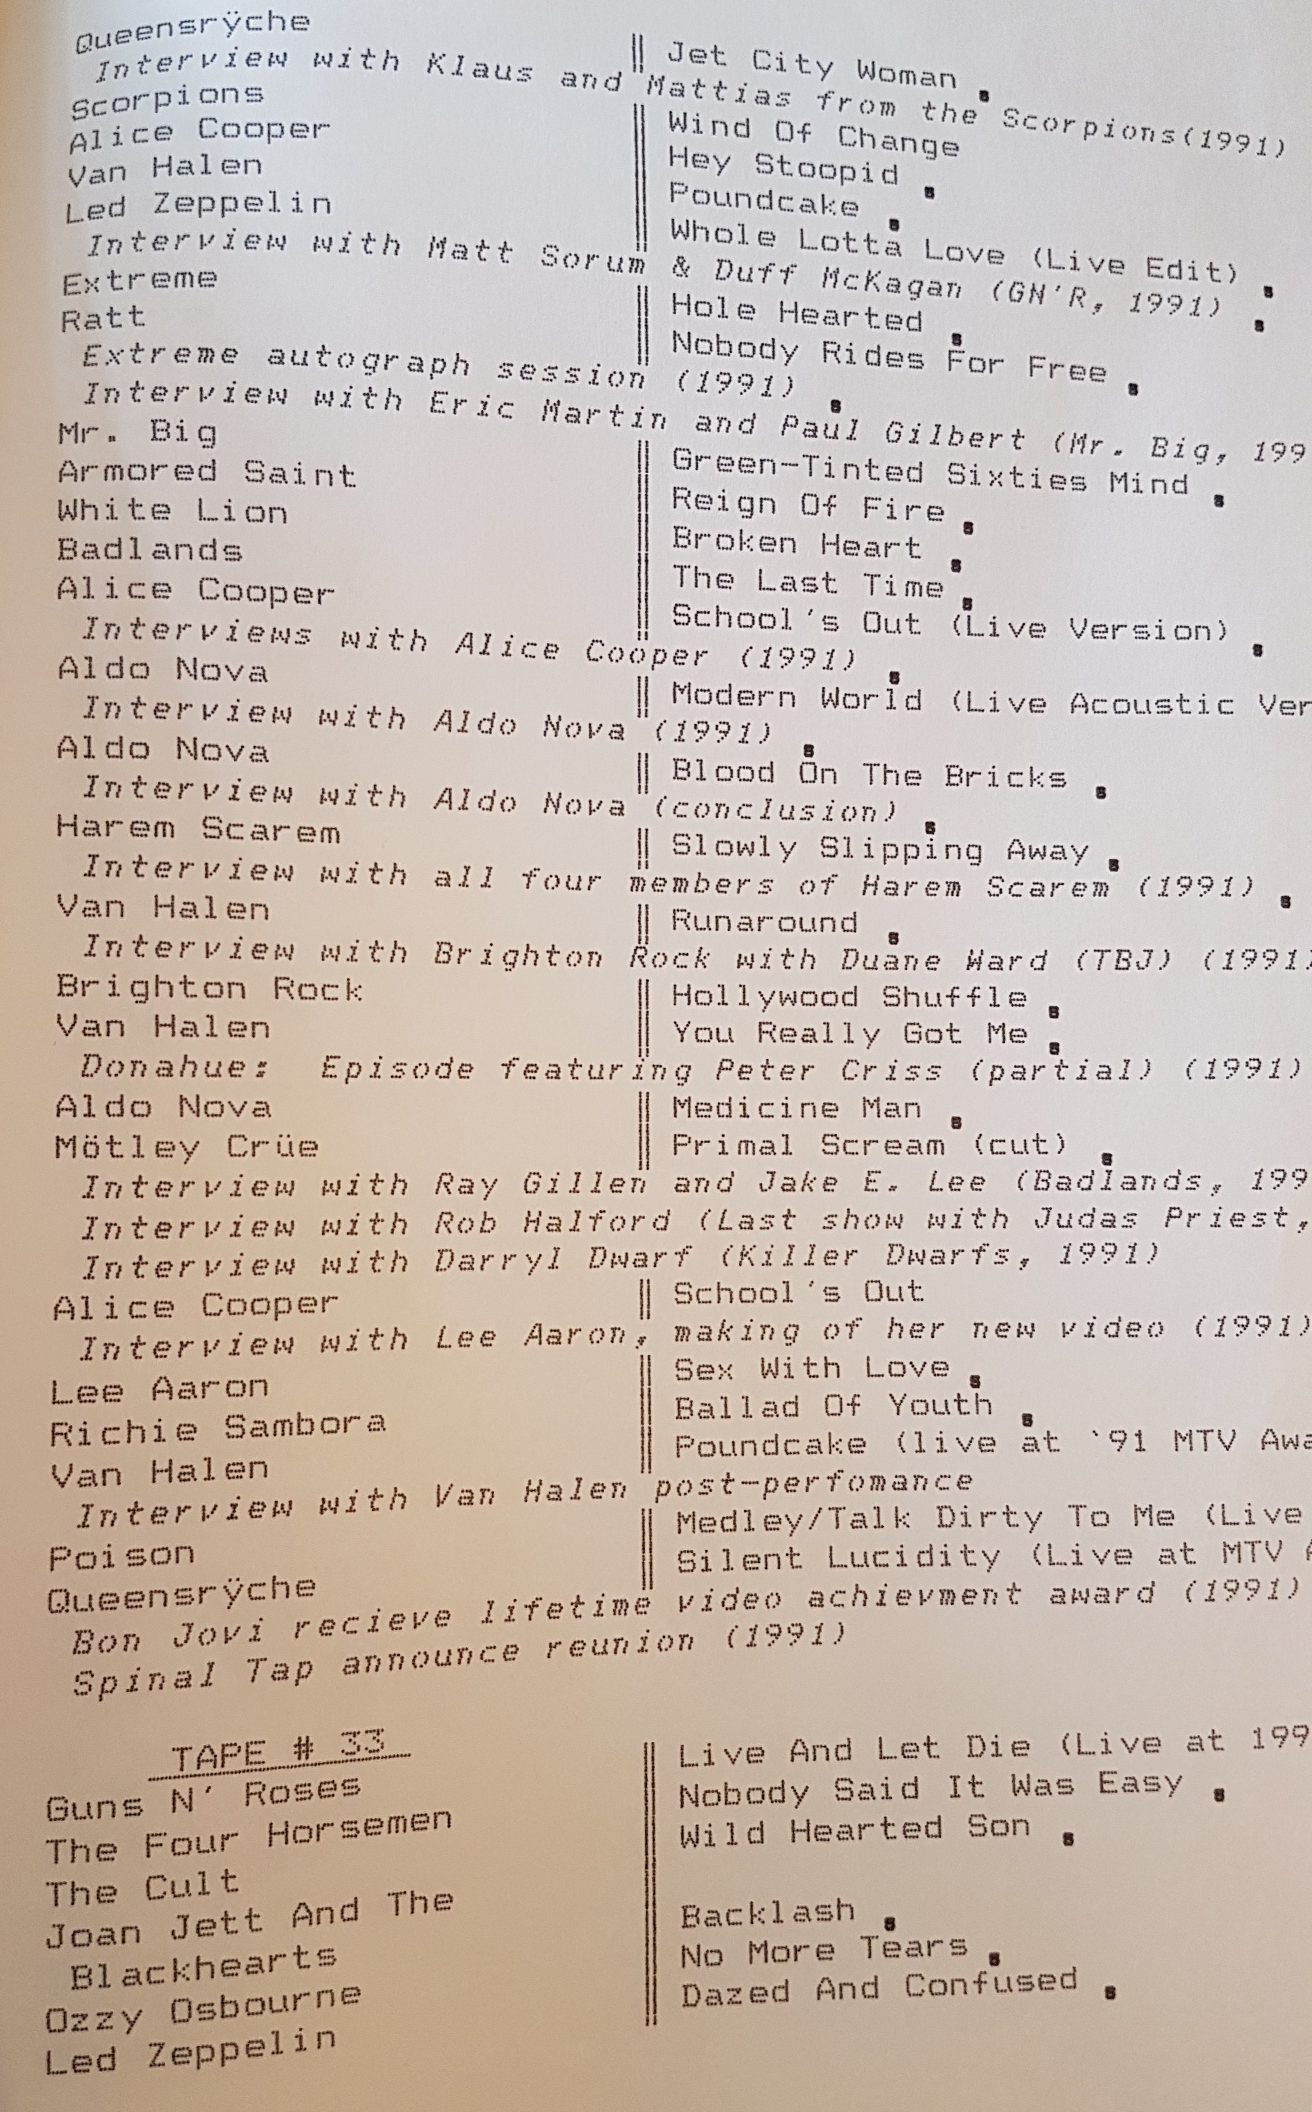 Queensrÿche ‖ Jet City Woman s
Interview with Klaus and Mattias from the Scorpions(1991)
Scorpions ‖ Wind Of Change
Alice Cooper ‖ Hey Stoopid s
Van Halen ‖ Poundcake s
Led Zeppelin ‖ Whole Lotta Love (Live Edit) s
Interview with Matt Sorum & Duff McKagan (GN'R, 1991) s
Extreme ‖ Hole Hearted s
Ratt ‖ Nobody Rides For Free s
Extreme autograph session (1991) s
Interview with Eric Martin and Paul Gilbert (Mr. Big, 199
Mr. Big ‖ Green-Tinted Sixties Mind s
Armored Saint ‖ Reign Of Fire s
White Lion ‖ Broken Heart s
Badlands ‖ The Last Time s
Alice Cooper ‖ School's Out (Live Version) s
Interviews with Alice Cooper (1991) s
Aldo Nova ‖ Modern World (Live Acoustic Ver
Interview with Aldo Nova (1991) s
Aldo Nova ‖ Blood On The Bricks s
Interview with Aldo Nova (conclusion) s
Harem Scarem ‖ Slowly Slipping Away s
Interview with all four members of Harem Scarem (1991) s
Van Halen ‖ Runaround s
Interview with Brighton Rock with Duane Ward (TBJ) (1991)
Brighton Rock ‖ Hollywood Shuffle s
Van Halen ‖ You Really Got Me s
Donahue: Episode featuring Peter Criss (partial) (1991)
Aldo Nova ‖ Medicine Man s
Mötley Crüe ‖ Primal Scream (cut) s
Interview with Ray Gillen and Jake E. Lee (Badlands, 199
Interview with Rob Halford (Last show with Judas Priest,
Interview with Darryl Dwarf (Killer Dwarfs, 1991)
Alice Cooper ‖ School's Out
Interview with Lee Aaron, making of her new video (1991)
Lee Aaron ‖ Sex With Love s
Richie Sambora ‖ Ballad Of Youth s
Van Halen ‖ Poundcake (live at `91 MTV Awa
Interview with Van Halen post-perfomance
Poison ‖ Medley/Talk Dirty To Me (Live
Queensrÿche ‖ Silent Lucidity (Live at MTV A
Bon Jovi recieve lifetime video achievment award (1991)
Spinal Tap announce reunion (1991)
TAPE # 33
Guns N' Roses ‖ Live And Let Die (Live at 199
The Four Horsemen ‖ Nobody Said It Was Easy s
The Cult ‖ Wild Hearted Son s
Joan Jett And The
Blackhearts ‖ Backlash s
Ozzy Osbourne ‖ No More Tears s
Led Zeppelin ‖ Dazed And Confused s